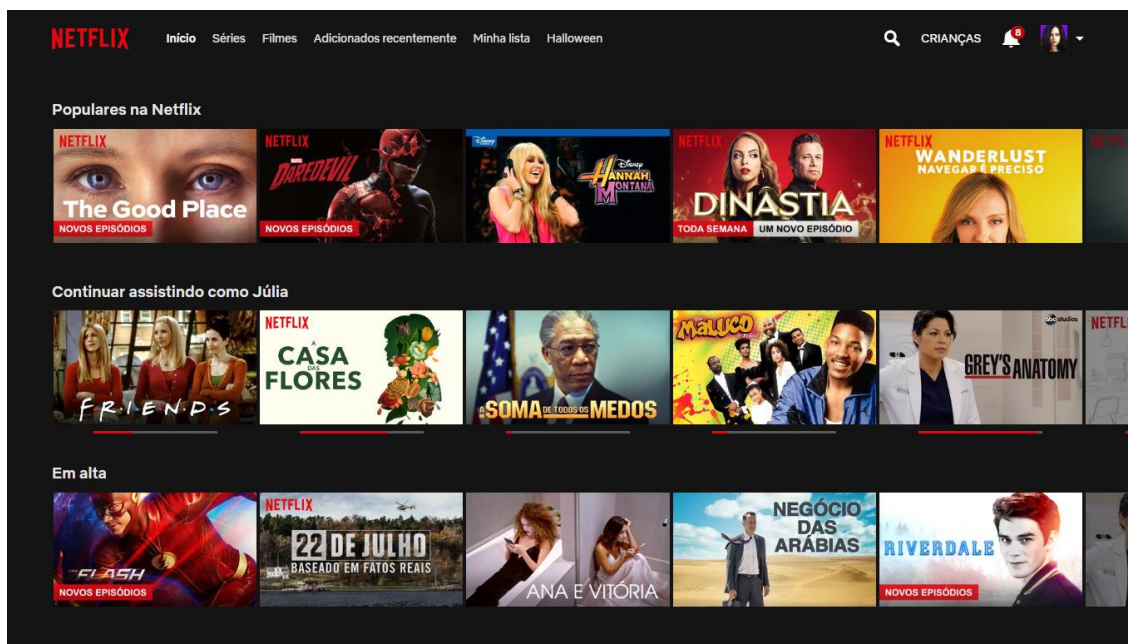 NETFLIX Início Séries Filmes Adicionados recentemente Minha lista Halloween CRIANÇAS 8
Populares na Netflix
NETFLIX
The Good Place
NOVOS EPISÓDIOS
NETFLIX
MARVEL
DAREDEVIL
NOVOS EPISÓDIOS
Disney
Disney
HANNAH
MONTANA
NETFLIX
DINASTIA
TODA SEMANA UM NOVO EPISÓDIO
NETFLIX
WANDERLUST
NAVEGAR É PRECISO
Continuar assistindo como Júlia
FRIENDS
NETFLIX
A
CASA
DAS
FLORES
A SOMA DE TODOS OS MEDOS
MALUCO
abc studios
GREY'S ANATOMY
NETFL
Em alta
THE FLASH
NOVOS EPISÓDIOS
NETFLIX
22 DE JULHO
BASEADO EM FATOS REAIS
ANA E VITÓRIA
NEGÓCIO
DAS
ARÁBIAS
RIVERDALE
NOVOS EPISÓDIOS